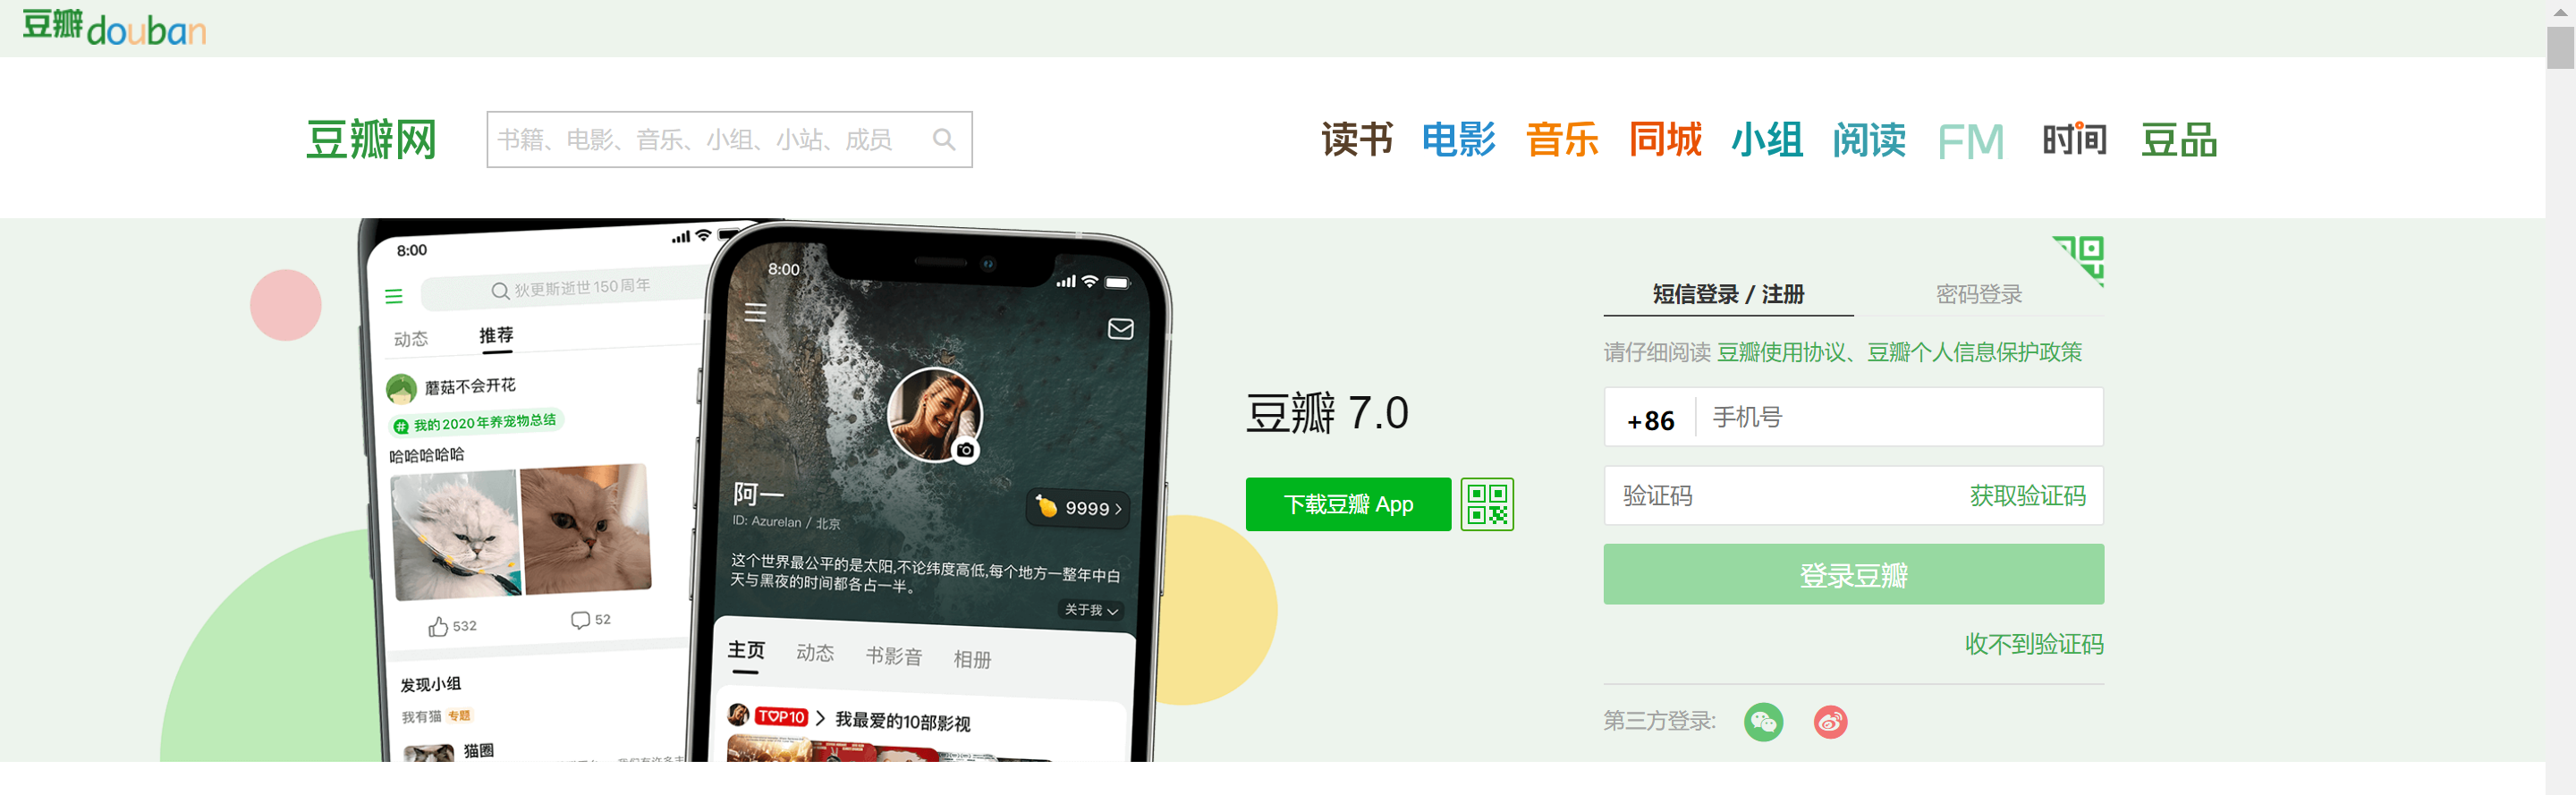 豆瓣douban
豆瓣网
书籍、电影、音乐、小组、小站、成员
读书 电影 音乐 同城 小组 阅读 FM 时间 豆品
8:00
狄更斯逝世150周年
动态 推荐
蘑菇不会开花
我的2020年养宠物总结
哈哈哈哈哈
532 52
发现小组
我有猫 专题
猫圈
8:00
阿一
9999
ID: Azurelan / 北京
这个世界最公平的是太阳,不论纬度高低,每个地方一整年中白
天与黑夜的时间都各占一半。
关于我
主页 动态 书影音 相册
TOP10 我最爱的10部影视
豆瓣 7.0
下载豆瓣 App
短信登录 / 注册 密码登录
请仔细阅读 豆瓣使用协议、豆瓣个人信息保护政策
+86 手机号
验证码 获取验证码
登录豆瓣
收不到验证码
第三方登录: